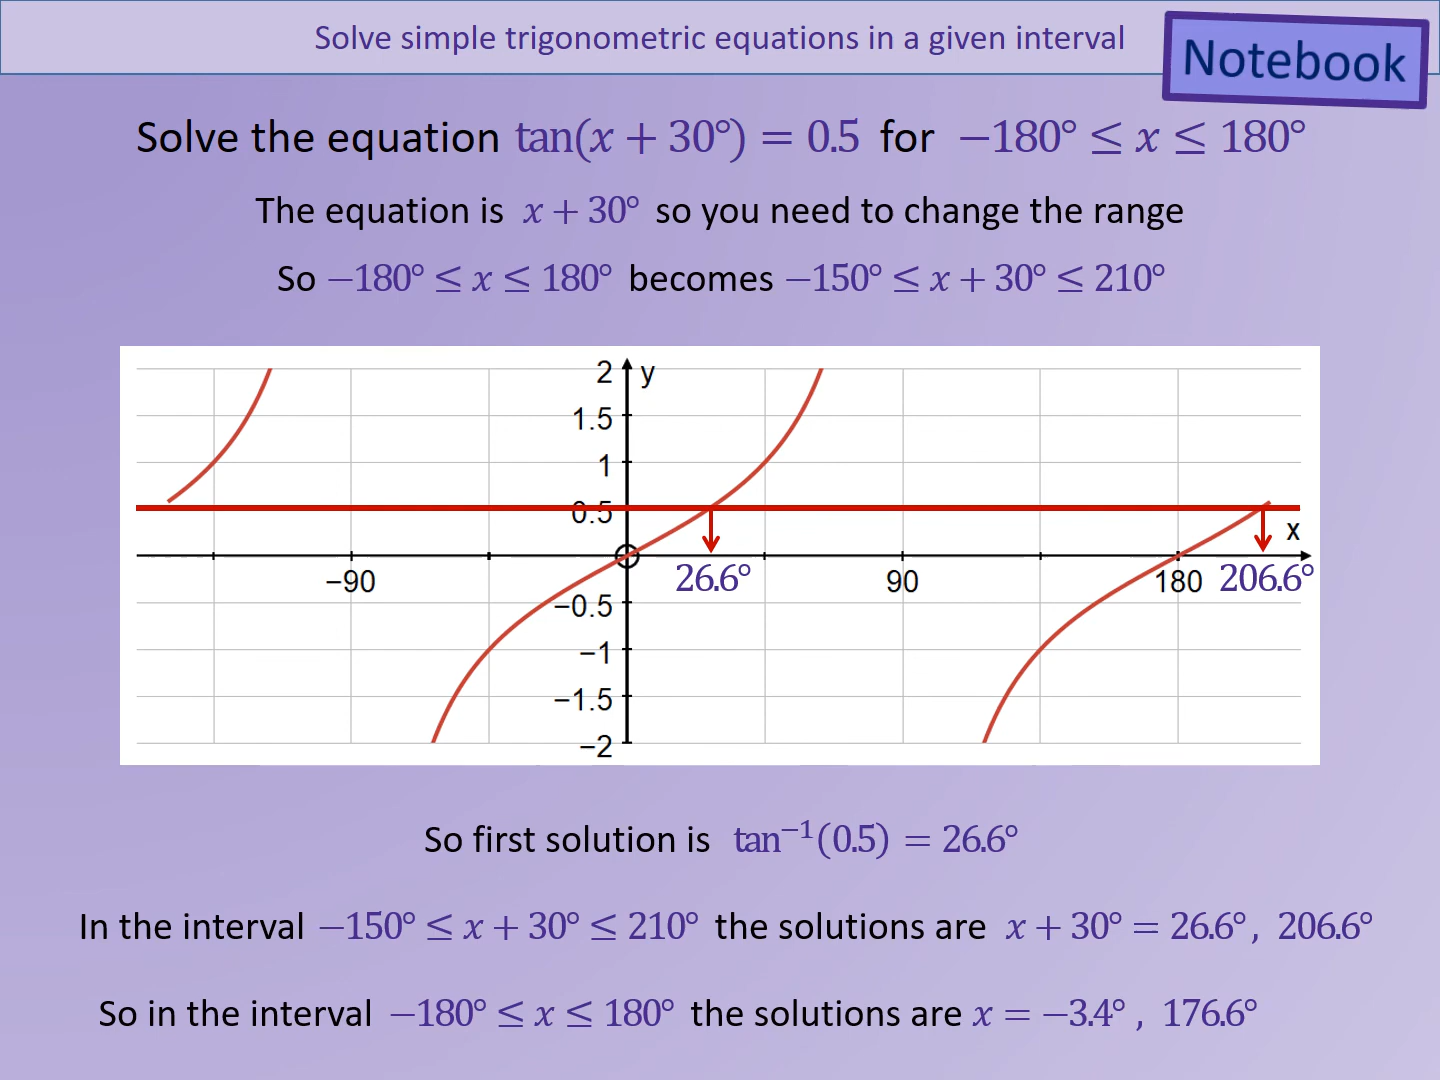 Solve simple trigonometric equations in a given interval
Notebook
Solve the equation tan(x + 30°) = 0.5 for −180° ≤ x ≤ 180°
The equation is x + 30° so you need to change the range
So −180° ≤ x ≤ 180° becomes −150° ≤ x + 30° ≤ 210°
2 y
1.5
1
0.5
x
−90 26.6° 90 180 206.6°
−0.5
−1
−1.5
−2
So first solution is tan⁻¹(0.5) = 26.6°
In the interval −150° ≤ x + 30° ≤ 210° the solutions are x + 30° = 26.6° , 206.6°
So in the interval −180° ≤ x ≤ 180° the solutions are x = −3.4° , 176.6°